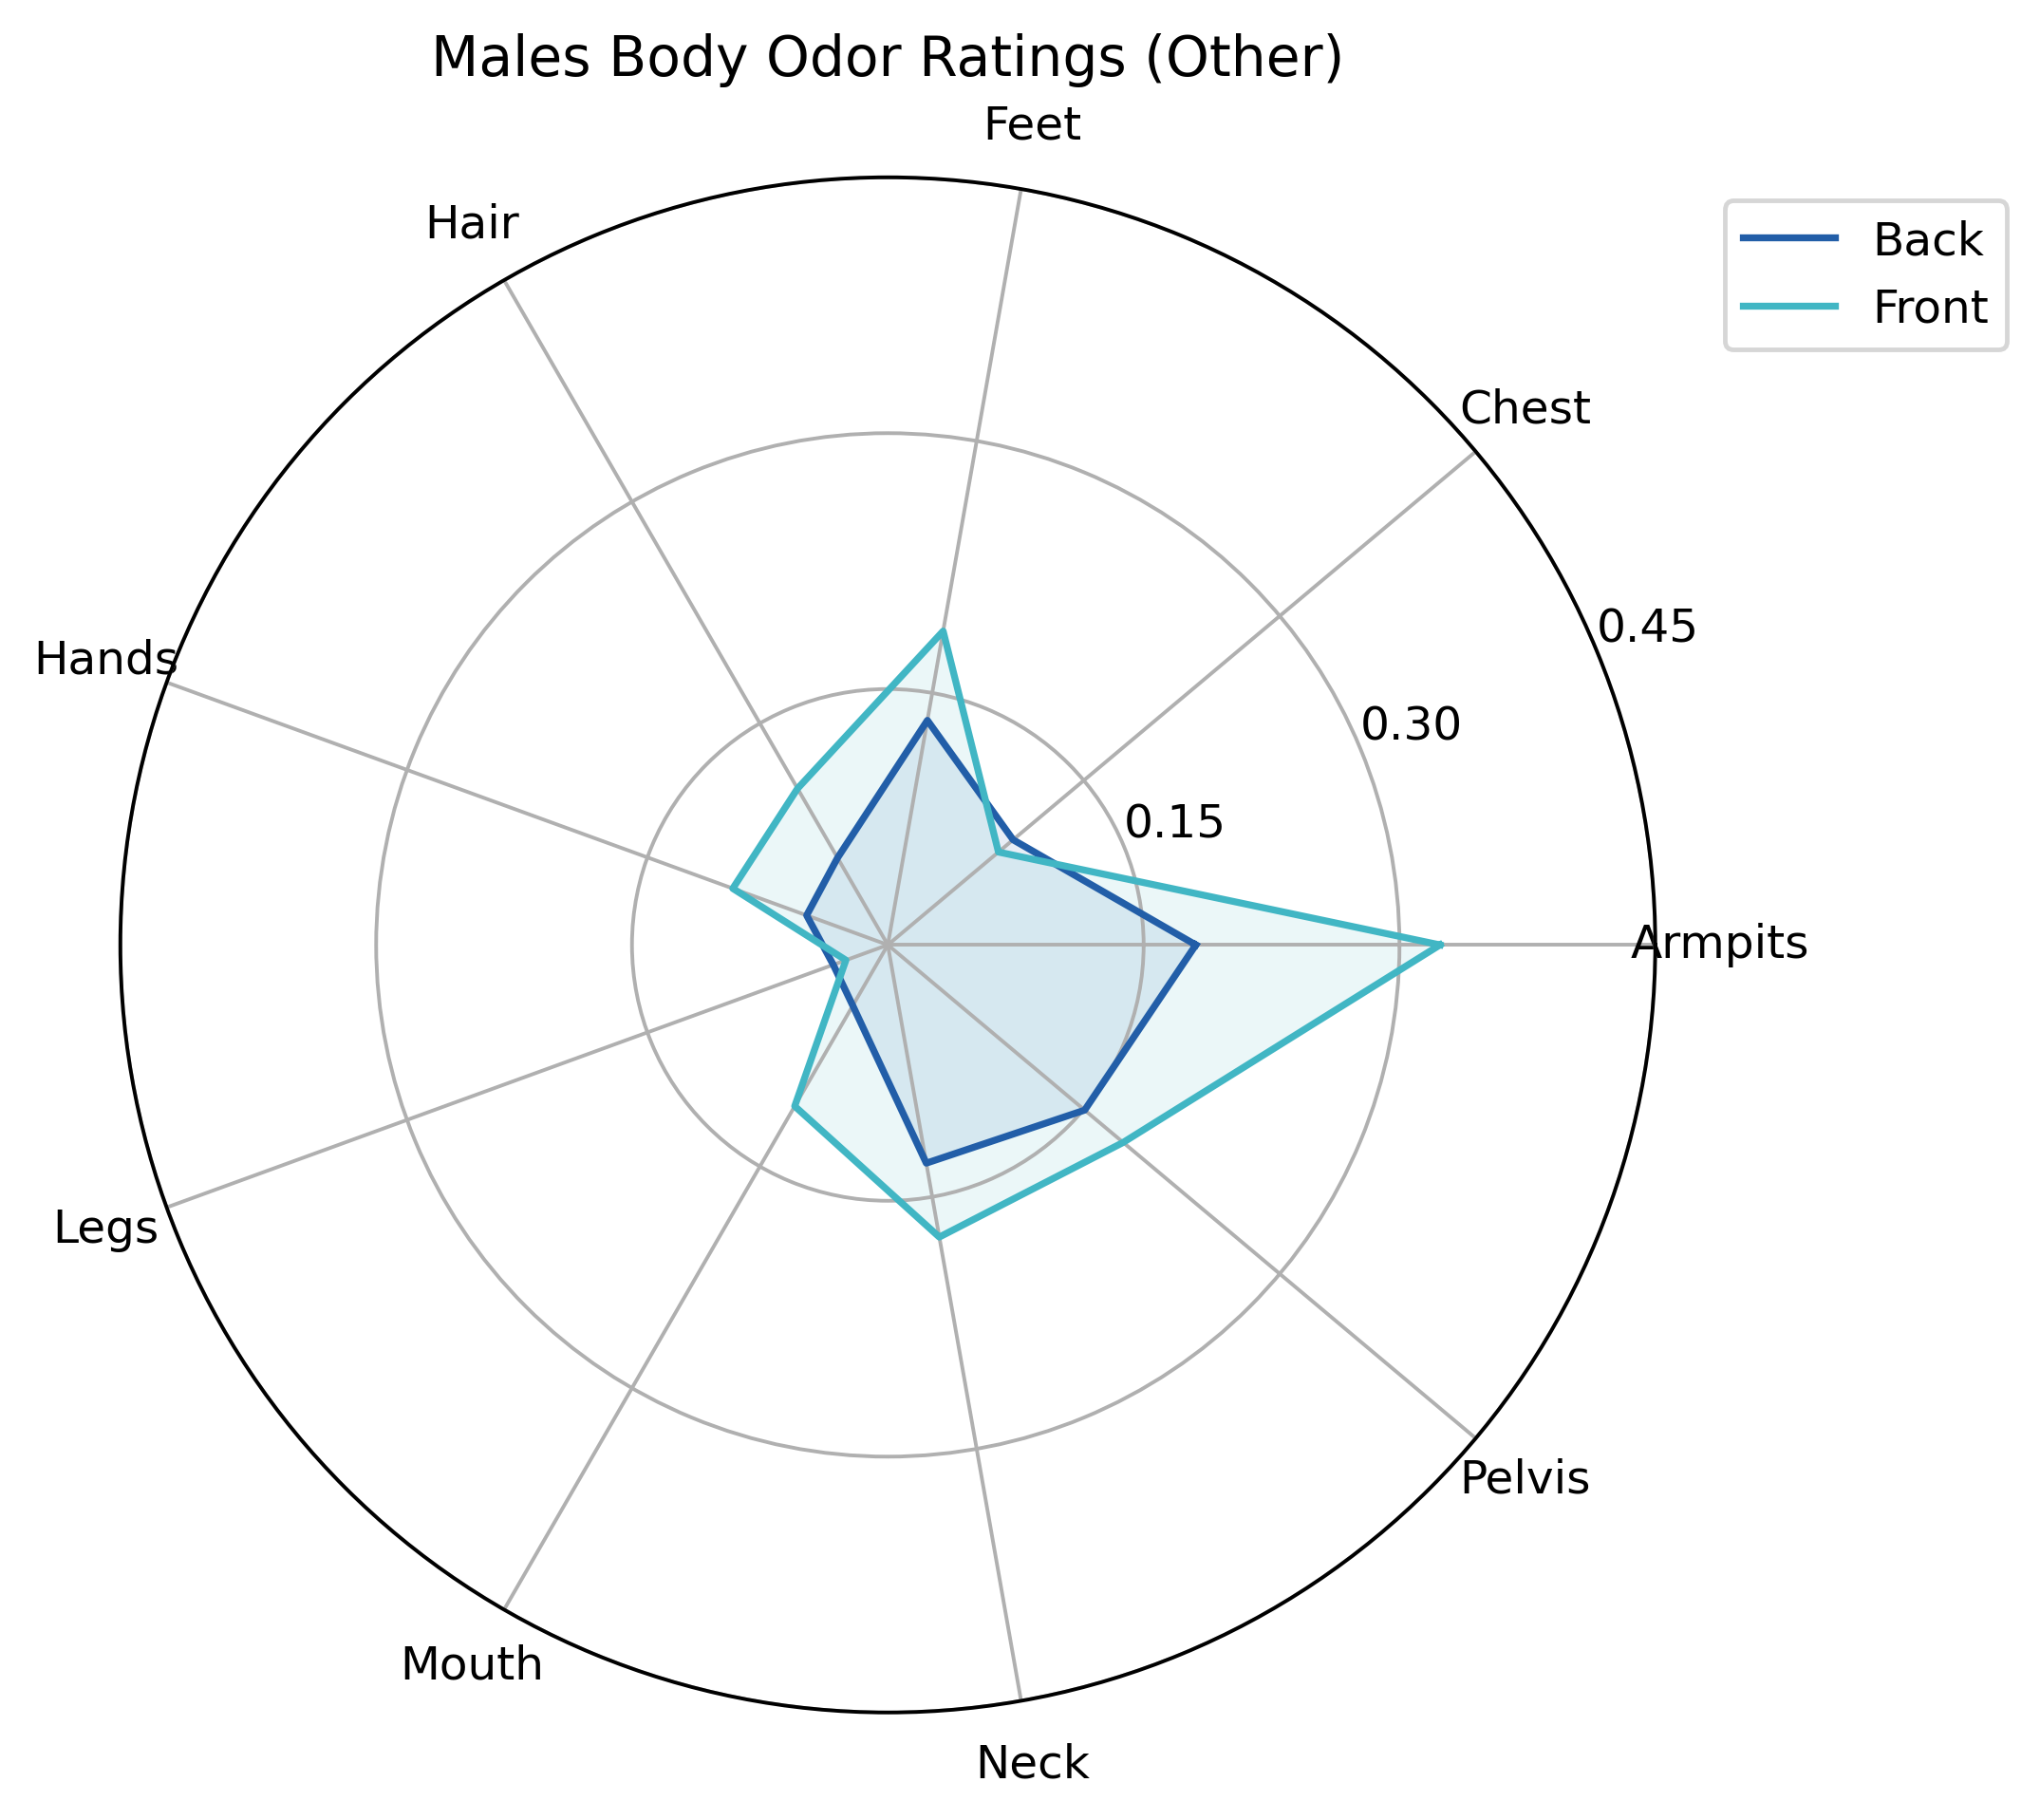 Males Body Odor Ratings (Other)
Feet
Hair
Back
Front
Chest
0.45
Hands
0.30
0.15
Armpits
Legs
Pelvis
Mouth
Neck